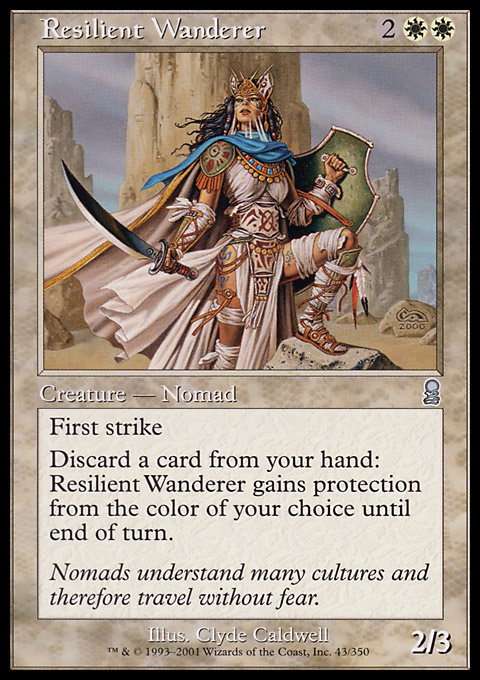 Resilient Wanderer 2
2000
Creature — Nomad
First strike
Discard a card from your hand:
Resilient Wanderer gains protection
from the color of your choice until
end of turn.
Nomads understand many cultures and
therefore travel without fear.
Illus. Clyde Caldwell
2/3
™ & © 1993–2001 Wizards of the Coast, Inc. 43/350